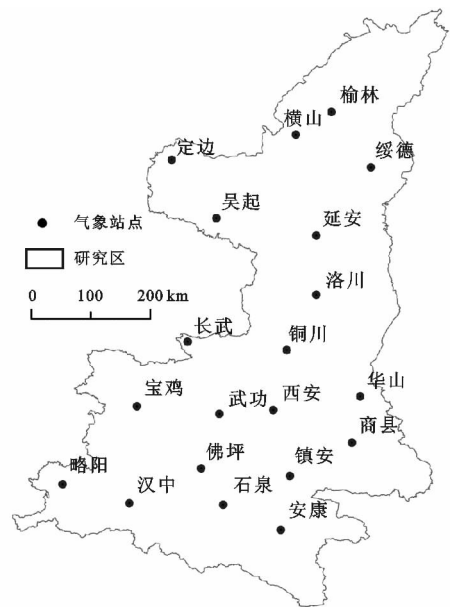 榆林
横山
定边
绥德
吴起
气象站点
延安
研究区
0 100 200 km
洛川
长武
铜川
华山
宝鸡
武功
西安
商县
佛坪
镇安
略阳
汉中
石泉
安康